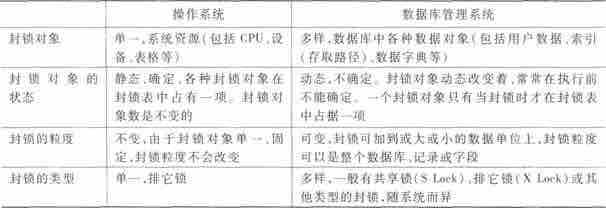 操作系统
数据库管理系统
封锁对象
单一,系统资源(包括 CPU、设
备、表格等)
多样,数据库中各种数据对象(包括用户数据、索引
(存取路径)、数据字典等)
封锁对象的
状态
静态、确定,各种封锁对象在
封锁表中占有一项。封锁对
象数是不变的
动态,不确定。封锁对象动态改变着,常常在执行前
不能确定。一个封锁对象只有当封锁时才在封锁表
中占据一项
封锁的粒度
不变,由于封锁对象单一、固
定,封锁粒度不会改变
可变,封锁可加到或大或小的数据单位上,封锁粒度
可以是整个数据库、记录或字段
封锁的类型
单一,排它锁
多样,一般有共享锁(S Lock)、排它锁(X Lock)或其
他类型的封锁,随系统而异